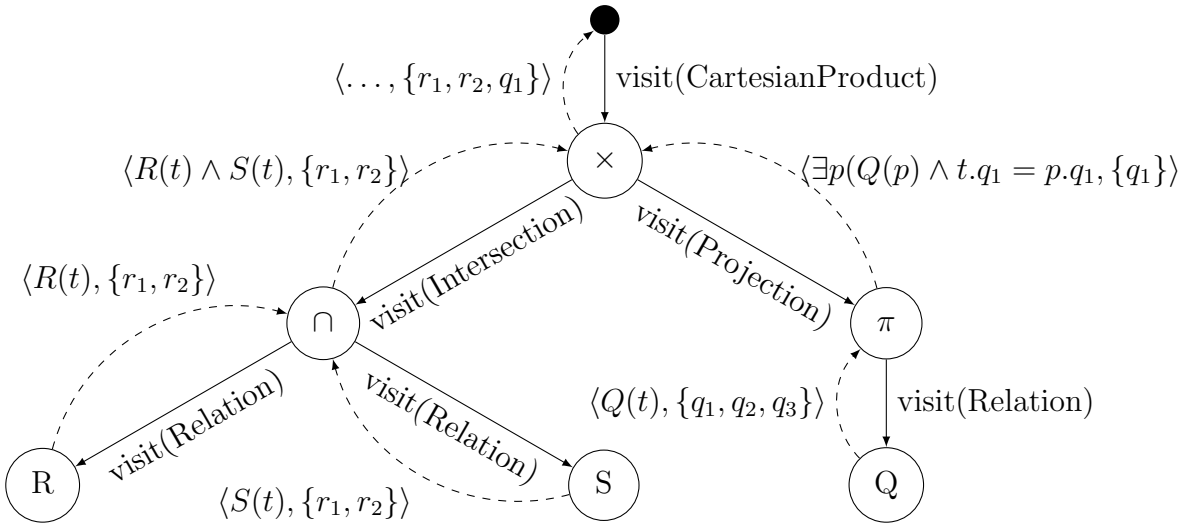 ⟨. . . , {r₁, r₂, q₁}⟩
visit(CartesianProduct)
×
⟨R(t) ∧ S(t), {r₁, r₂}⟩
⟨∃p(Q(p) ∧ t.q₁ = p.q₁, {q₁}⟩
visit(Intersection)
visit(Projection)
⟨R(t), {r₁, r₂}⟩
∩
π
visit(Relation)
visit(Relation)
⟨Q(t), {q₁, q₂, q₃}⟩
visit(Relation)
R
⟨S(t), {r₁, r₂}⟩
S
Q